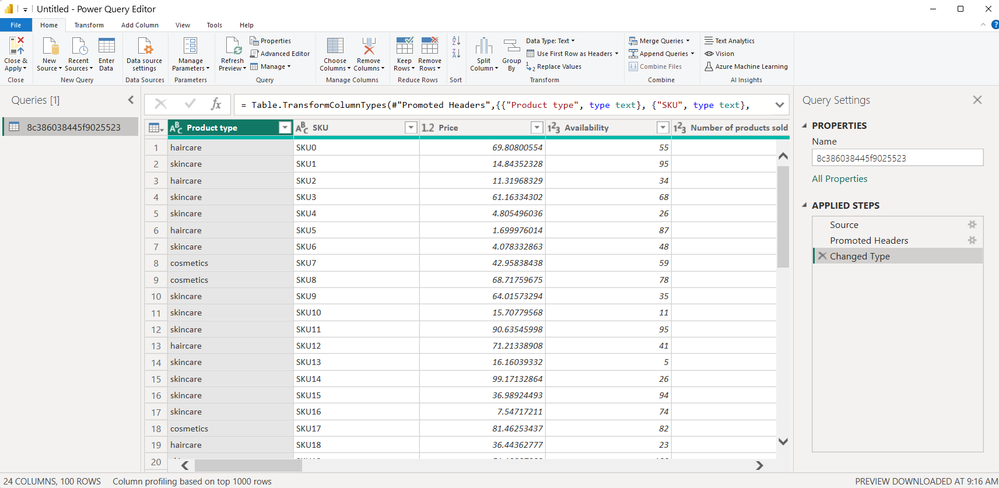 Untitled - Power Query Editor
File Home Transform Add Column View Tools Help
Close & Apply
Close
New Source
Recent Sources
Enter Data
New Query
Data source settings
Data Sources
Manage Parameters
Parameters
Refresh Preview
Properties
Advanced Editor
Manage
Query
Choose Columns
Remove Columns
Manage Columns
Keep Rows
Remove Rows
Reduce Rows
Sort
Split Column
Group By
Data Type: Text
Use First Row as Headers
Replace Values
Transform
Merge Queries
Append Queries
Combine Files
Combine
Text Analytics
Vision
Azure Machine Learning
AI Insights
Queries [1]
8c386038445f9025523
fx
= Table.TransformColumnTypes(#"Promoted Headers",{{"Product type", type text}, {"SKU", type text},
ABC Product type ABC SKU 1.2 Price 123 Availability 123 Number of products sold
1 haircare SKU0 69.80800554 55
2 skincare SKU1 14.84352328 95
3 haircare SKU2 11.31968329 34
4 skincare SKU3 61.16334302 68
5 skincare SKU4 4.805496036 26
6 haircare SKU5 1.699976014 87
7 skincare SKU6 4.078332863 48
8 cosmetics SKU7 42.95838438 59
9 cosmetics SKU8 68.71759675 78
10 skincare SKU9 64.01573294 35
11 skincare SKU10 15.70779568 11
12 skincare SKU11 90.63545998 95
13 haircare SKU12 71.21338908 41
14 skincare SKU13 16.16039332 5
15 skincare SKU14 99.17132864 26
16 skincare SKU15 36.98924493 94
17 skincare SKU16 7.54717211 74
18 cosmetics SKU17 81.46253437 82
19 haircare SKU18 36.44362777 23
20
Query Settings
PROPERTIES
Name
8c386038445f9025523
All Properties
APPLIED STEPS
Source
Promoted Headers
Changed Type
24 COLUMNS, 100 ROWS Column profiling based on top 1000 rows
PREVIEW DOWNLOADED AT 9:16 AM